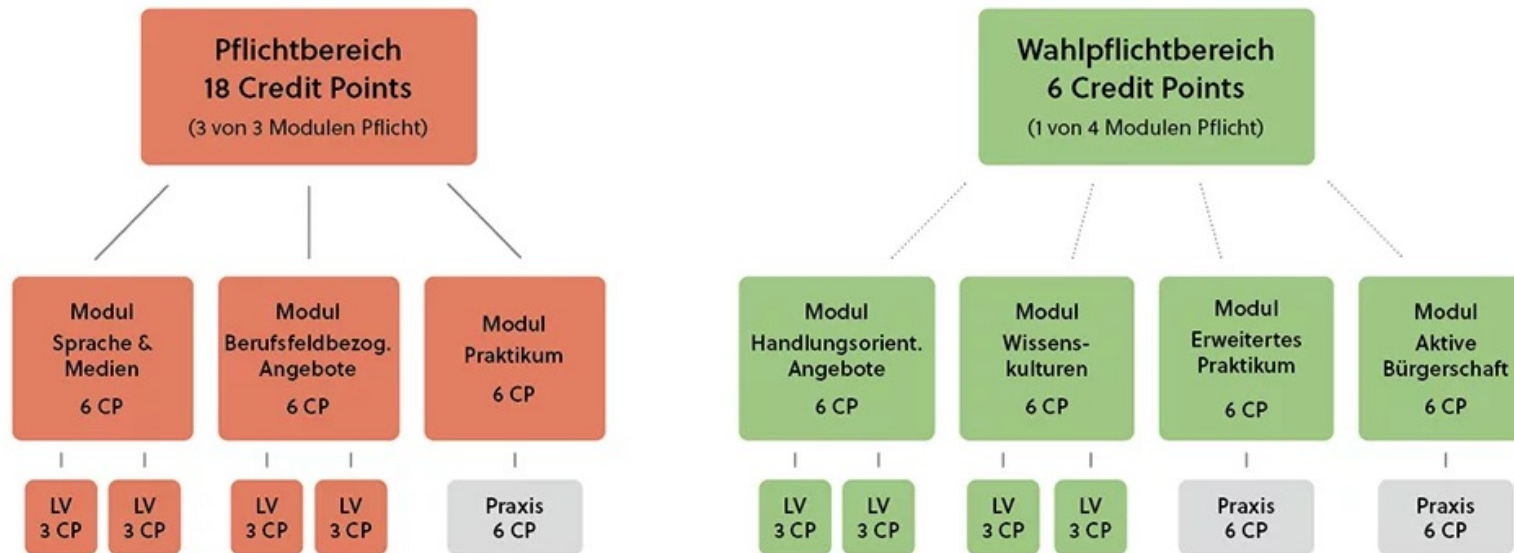 Pflichtbereich
18 Credit Points
(3 von 3 Modulen Pflicht)
Wahlpflichtbereich
6 Credit Points
(1 von 4 Modulen Pflicht)
Modul
Sprache &
Medien
6 CP
Modul
Berufsfeldbezog.
Angebote
6 CP
Modul
Praktikum
6 CP
Modul
Handlungsorient.
Angebote
6 CP
Modul
Wissens-
kulturen
6 CP
Modul
Erweitertes
Praktikum
6 CP
Modul
Aktive
Bürgerschaft
6 CP
LV
3 CP
LV
3 CP
LV
3 CP
LV
3 CP
Praxis
6 CP
LV
3 CP
LV
3 CP
LV
3 CP
LV
3 CP
Praxis
6 CP
Praxis
6 CP